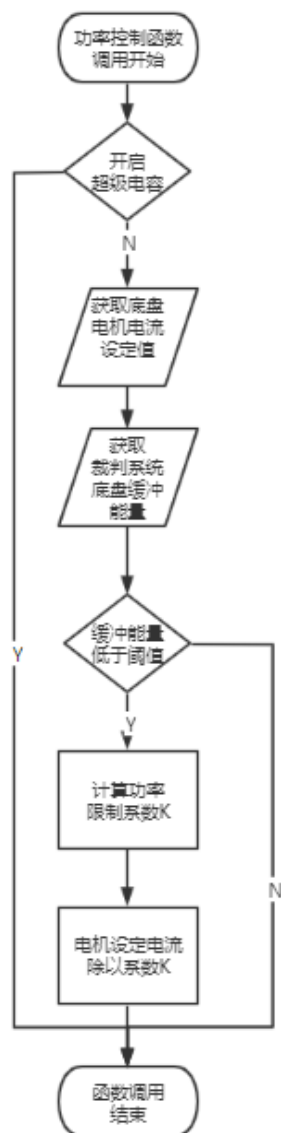 功率控制函数
调用开始
开启
超级电容
N
获取底盘
电机电流
设定值
获取
裁判系统
底盘缓冲
能量
缓冲能量
低于阈值
Y
Y
计算功率
限制系数K
N
电机设定电流
除以系数K
函数调用
结束